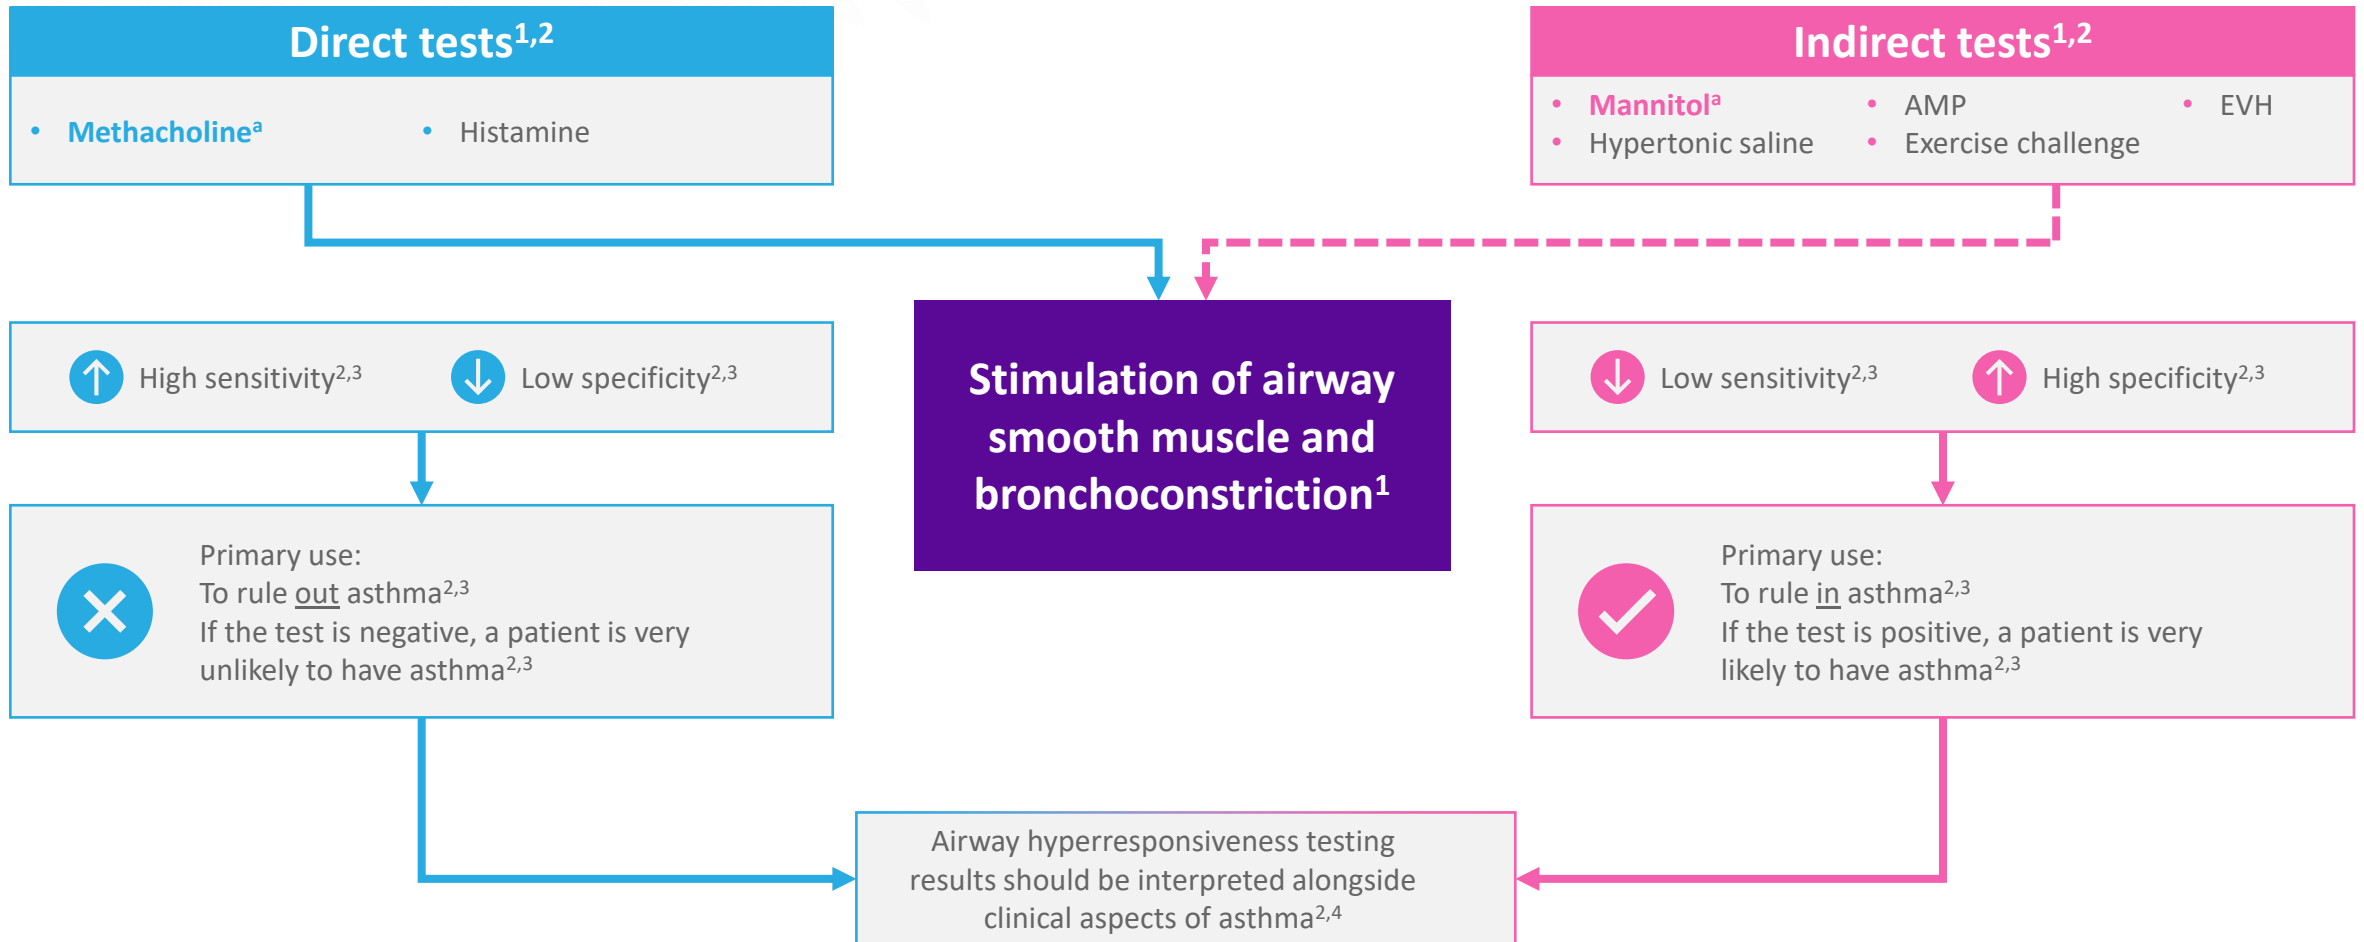 Direct tests1,2
• Methacholinea
• Histamine
Indirect tests1,2
• Mannitola
• AMP
• EVH
• Hypertonic saline
• Exercise challenge
High sensitivity2,3
Low specificity2,3
Stimulation of airway
smooth muscle and
bronchoconstriction1
Low sensitivity2,3
High specificity2,3
Primary use:
To rule out asthma2,3
If the test is negative, a patient is very
unlikely to have asthma2,3
Primary use:
To rule in asthma2,3
If the test is positive, a patient is very
likely to have asthma2,3
Airway hyperresponsiveness testing
results should be interpreted alongside
clinical aspects of asthma2,4